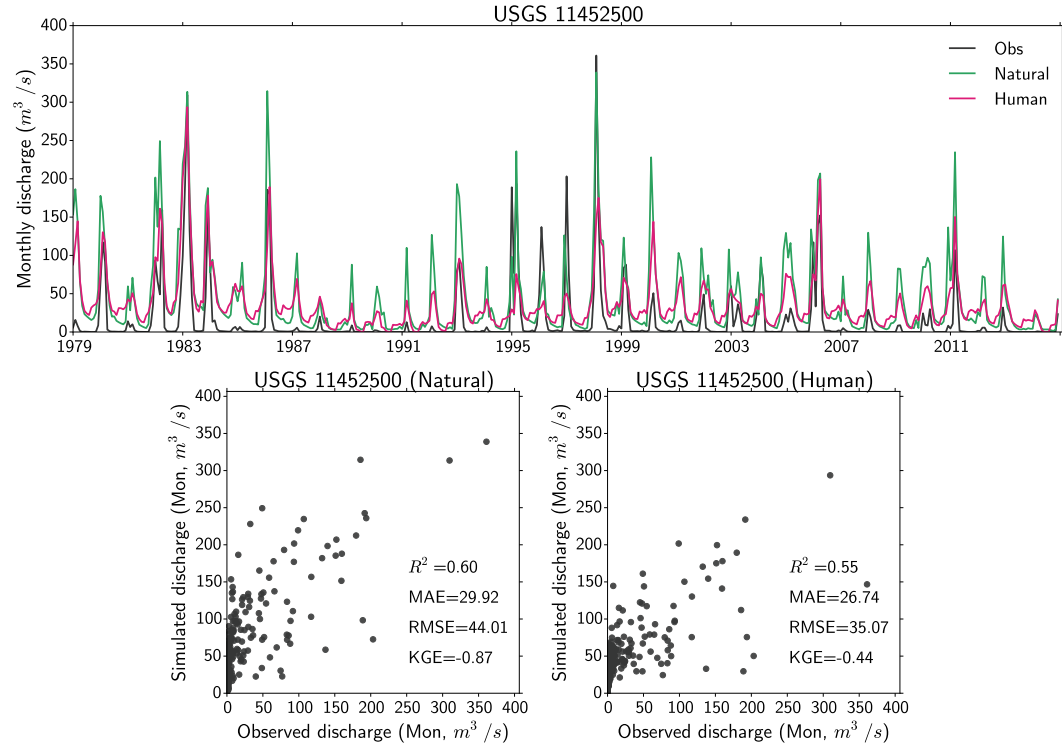 USGS 11452500
Monthly discharge (m³ /s)
400
350
300
250
200
150
100
50
0
1979 1983 1987 1991 1995 1999 2003 2007 2011
Obs
Natural
Human
USGS 11452500 (Natural)
Simulated discharge (Mon, m³ /s)
400
350
300
250
200
150
100
50
0
R² =0.60
MAE=29.92
RMSE=44.01
KGE=-0.87
0 50 100 150 200 250 300 350 400
Observed discharge (Mon, m³ /s)
USGS 11452500 (Human)
Simulated discharge (Mon, m³ /s)
400
350
300
250
200
150
100
50
0
R² =0.55
MAE=26.74
RMSE=35.07
KGE=-0.44
0 50 100 150 200 250 300 350 400
Observed discharge (Mon, m³ /s)